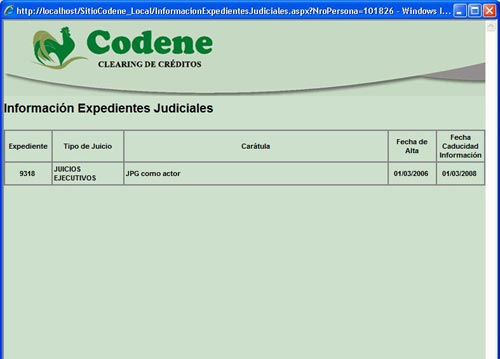 http://localhost/SitioCodene_Local/InformacionExpedientesJudiciales.aspx?NroPersona=101826 - Windows I...
Codene
CLEARING DE CRÉDITOS
Información Expedientes Judiciales
Expediente Tipo de Juicio Carátula Fecha de Alta Fecha Caducidad Información
9318 JUICIOS EJECUTIVOS JPG como actor 01/03/2006 01/03/2008